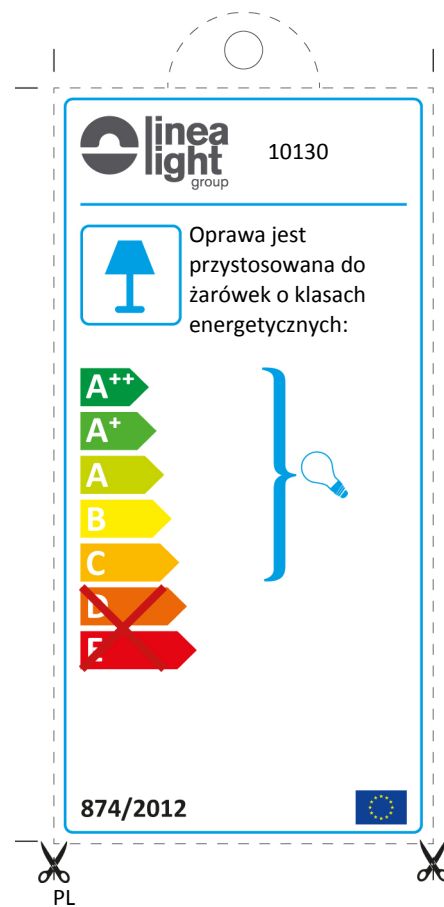 linea
light
group
10130
Oprawa jest
przystosowana do
żarówek o klasach
energetycznych:
A++
A+
A
B
C
D
E
874/2012
PL